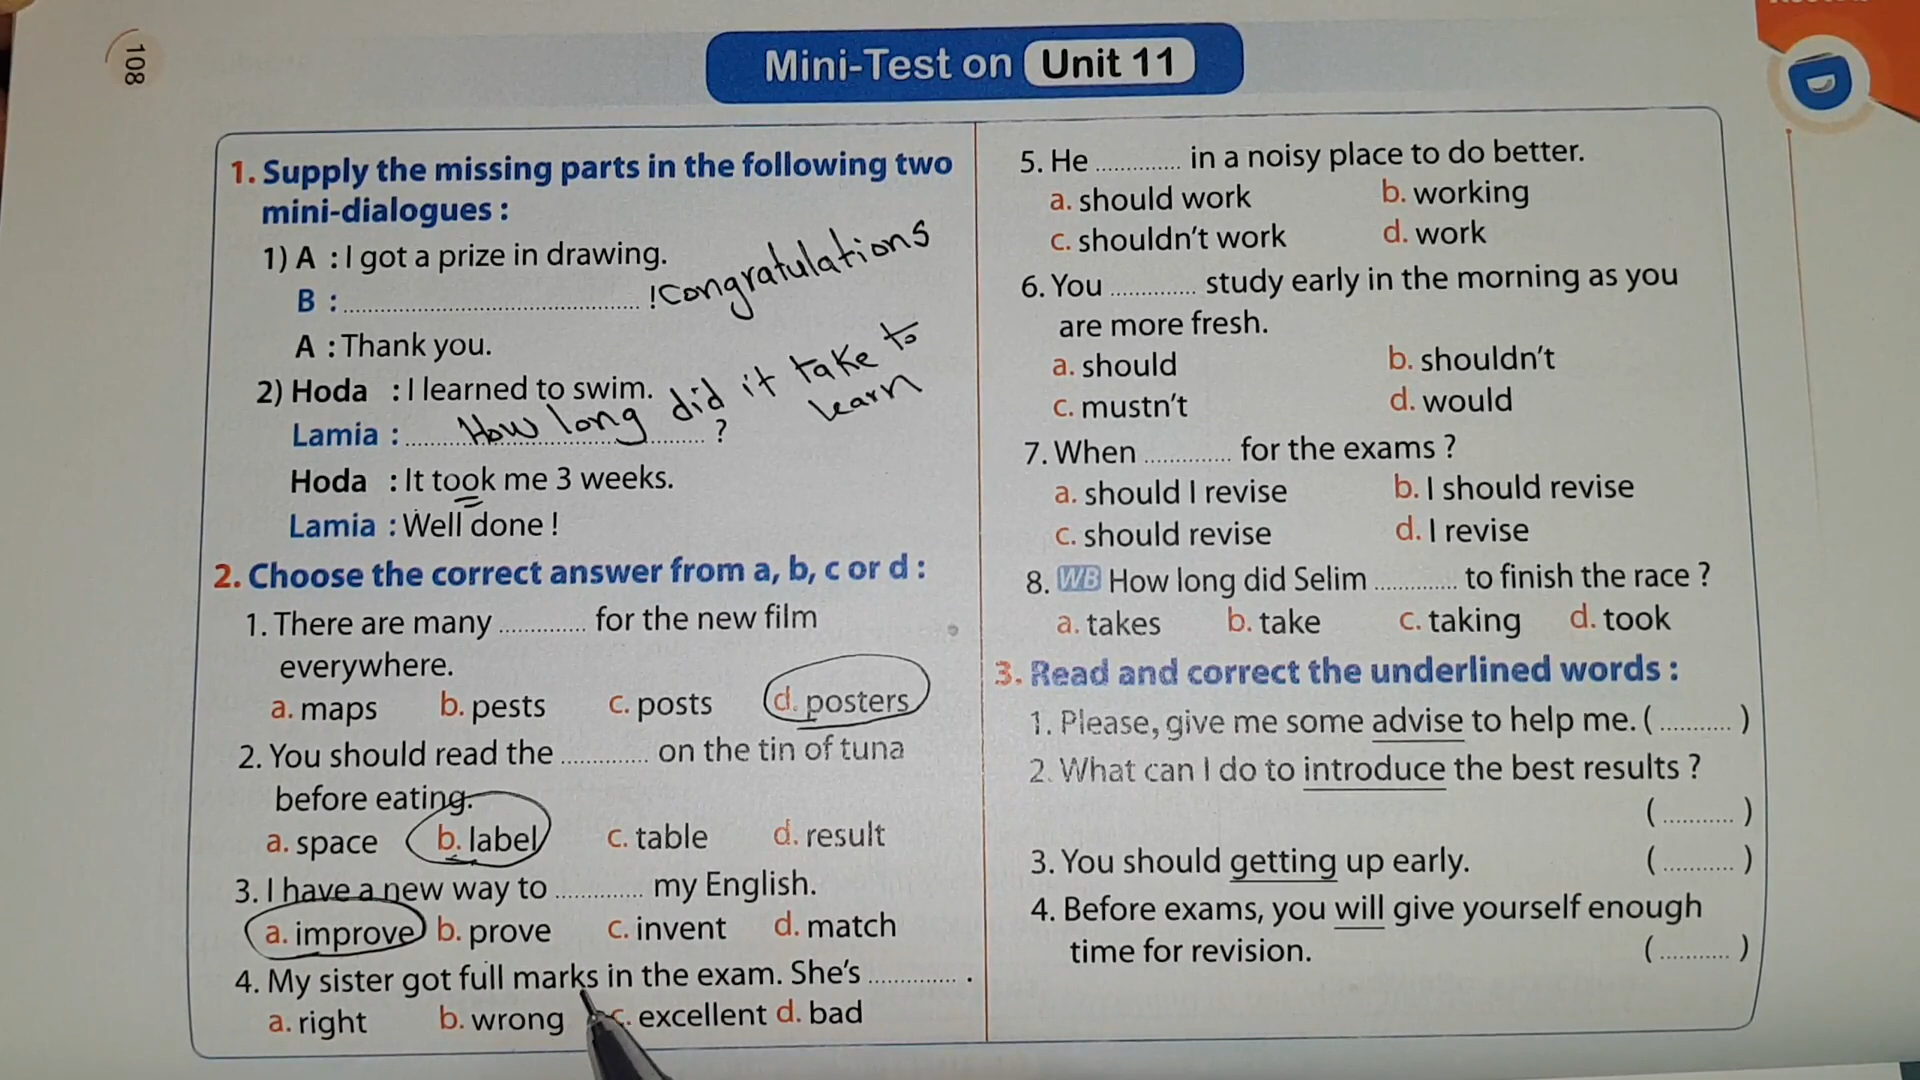 108
Mini-Test on Unit 11
D
1. Supply the missing parts in the following two
mini-dialogues :
1) A : I got a prize in drawing.
B : .......................................... ! Congratulations
A : Thank you.
2) Hoda : I learned to swim.
Lamia : .......................................... ? How long did it take to
learn
Hoda : It took me 3 weeks.
Lamia : Well done !
2. Choose the correct answer from a, b, c or d :
1. There are many ............. for the new film
everywhere.
a. maps b. pests c. posts d. posters
2. You should read the ............. on the tin of tuna
before eating.
a. space b. label c. table d. result
3. I have a new way to ............. my English.
a. improve b. prove c. invent d. match
4. My sister got full marks in the exam. She's ............. .
a. right b. wrong c. excellent d. bad
5. He ............. in a noisy place to do better.
a. should work b. working
c. shouldn't work d. work
6. You ............. study early in the morning as you
are more fresh.
a. should b. shouldn't
c. mustn't d. would
7. When ............. for the exams ?
a. should I revise b. I should revise
c. should revise d. I revise
8. WB How long did Selim ............. to finish the race ?
a. takes b. take c. taking d. took
3. Read and correct the underlined words :
1. Please, give me some advise to help me. (...........)
2. What can I do to introduce the best results ?
(...........)
3. You should getting up early. (...........)
4. Before exams, you will give yourself enough
time for revision. (...........)